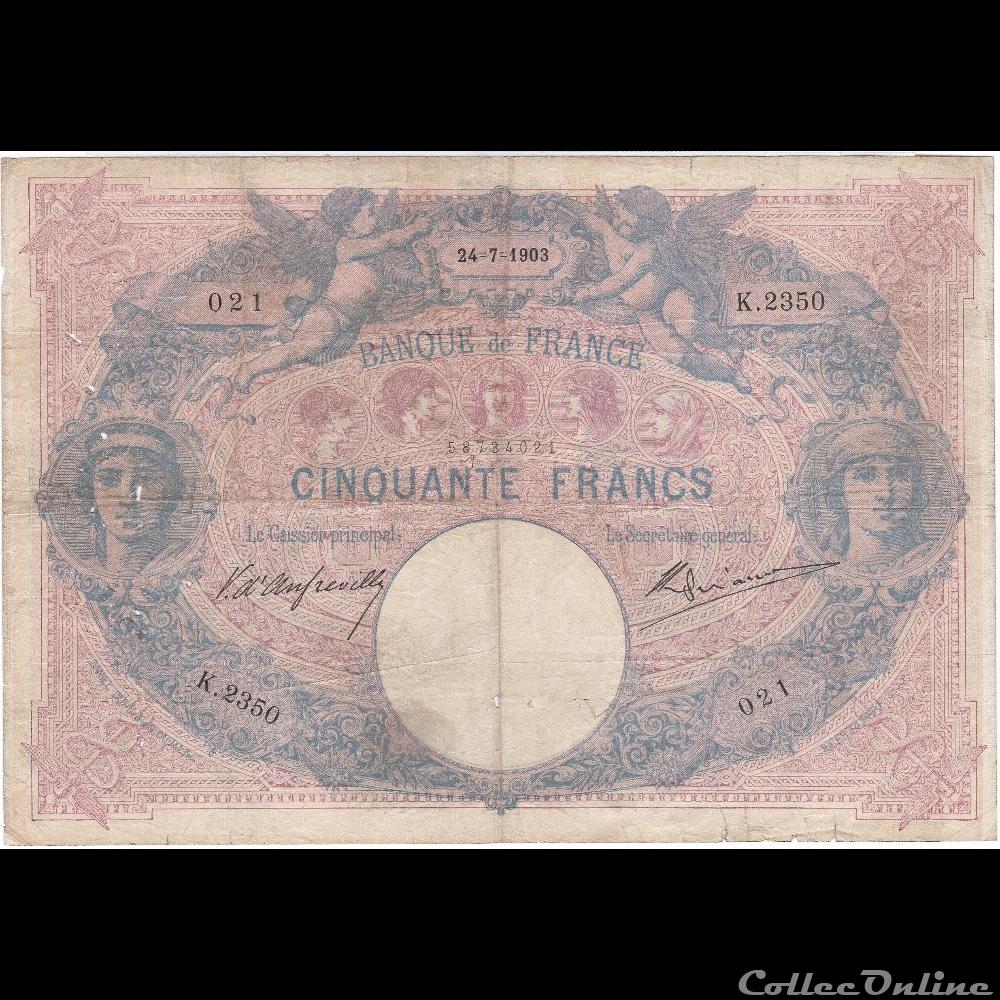 24=7=1903
021
K.2350
BANQUE de FRANCE
58734021
CINQUANTE FRANCS
Le Caissier principal.
Le Secrétaire général.
V. d'Anfreville
K.2350
021
CollecOnline